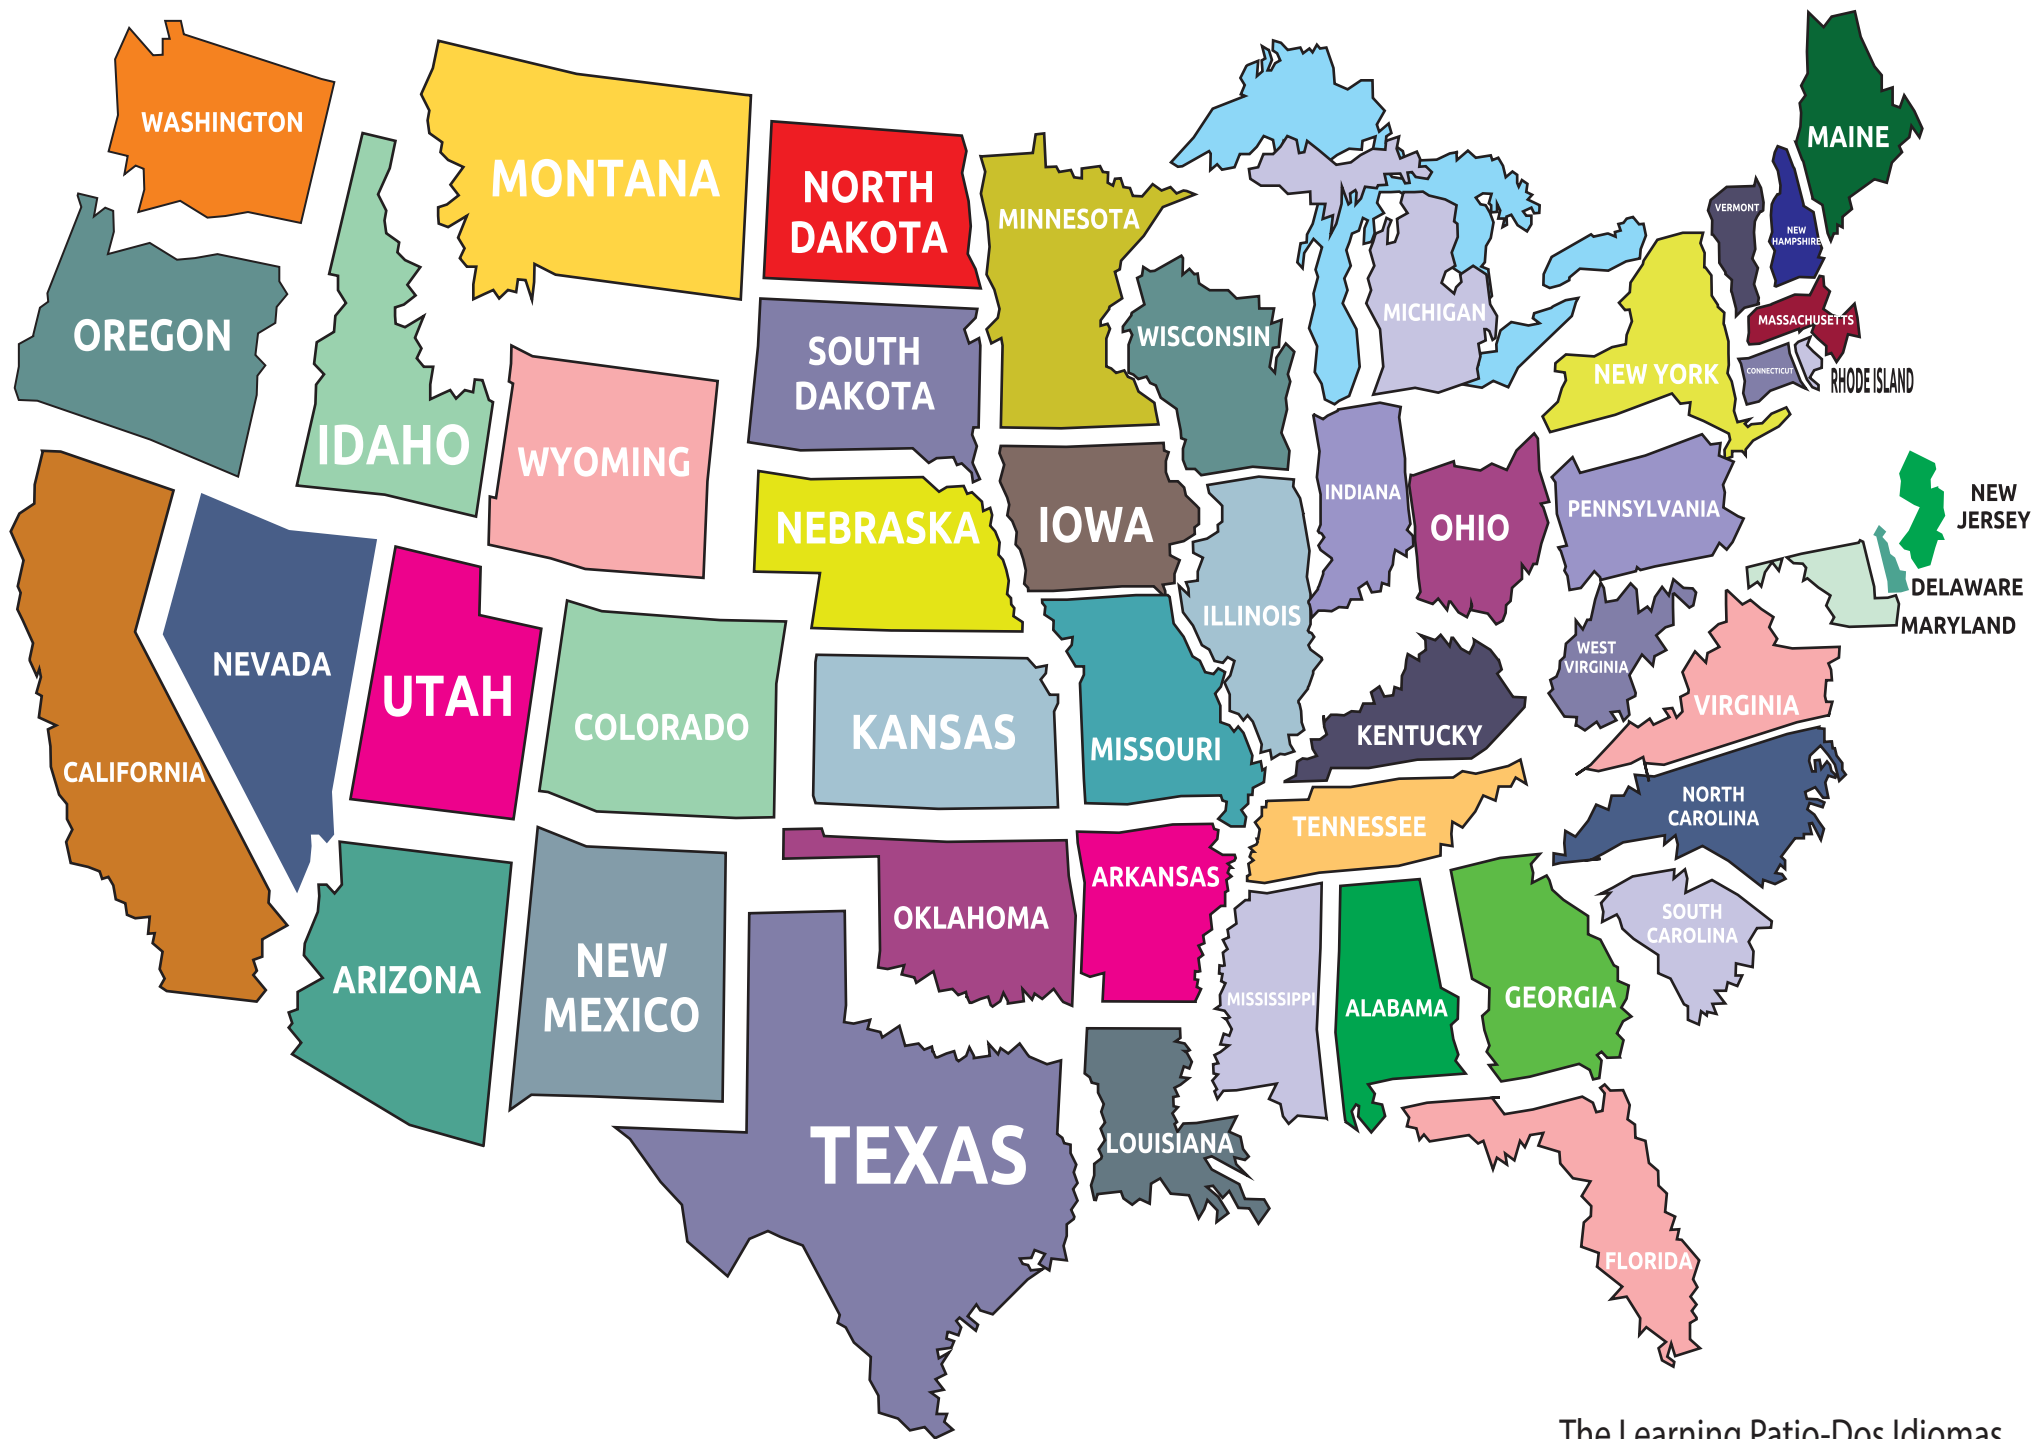 WASHINGTON
MONTANA
NORTH
DAKOTA
MINNESOTA
MAINE
VERMONT
NEW
HAMPSHIRE
OREGON
IDAHO
WYOMING
SOUTH
DAKOTA
WISCONSIN
MICHIGAN
NEW YORK
MASSACHUSETTS
CONNECTICUT
RHODE ISLAND
NEBRASKA
IOWA
INDIANA
OHIO
PENNSYLVANIA
NEW
JERSEY
DELAWARE
MARYLAND
CALIFORNIA
NEVADA
UTAH
COLORADO
KANSAS
MISSOURI
ILLINOIS
KENTUCKY
WEST
VIRGINIA
VIRGINIA
NORTH
CAROLINA
TENNESSEE
ARIZONA
NEW
MEXICO
OKLAHOMA
ARKANSAS
MISSISSIPPI
ALABAMA
GEORGIA
SOUTH
CAROLINA
TEXAS
LOUISIANA
FLORIDA
The Learning Patio-Dos Idiomas